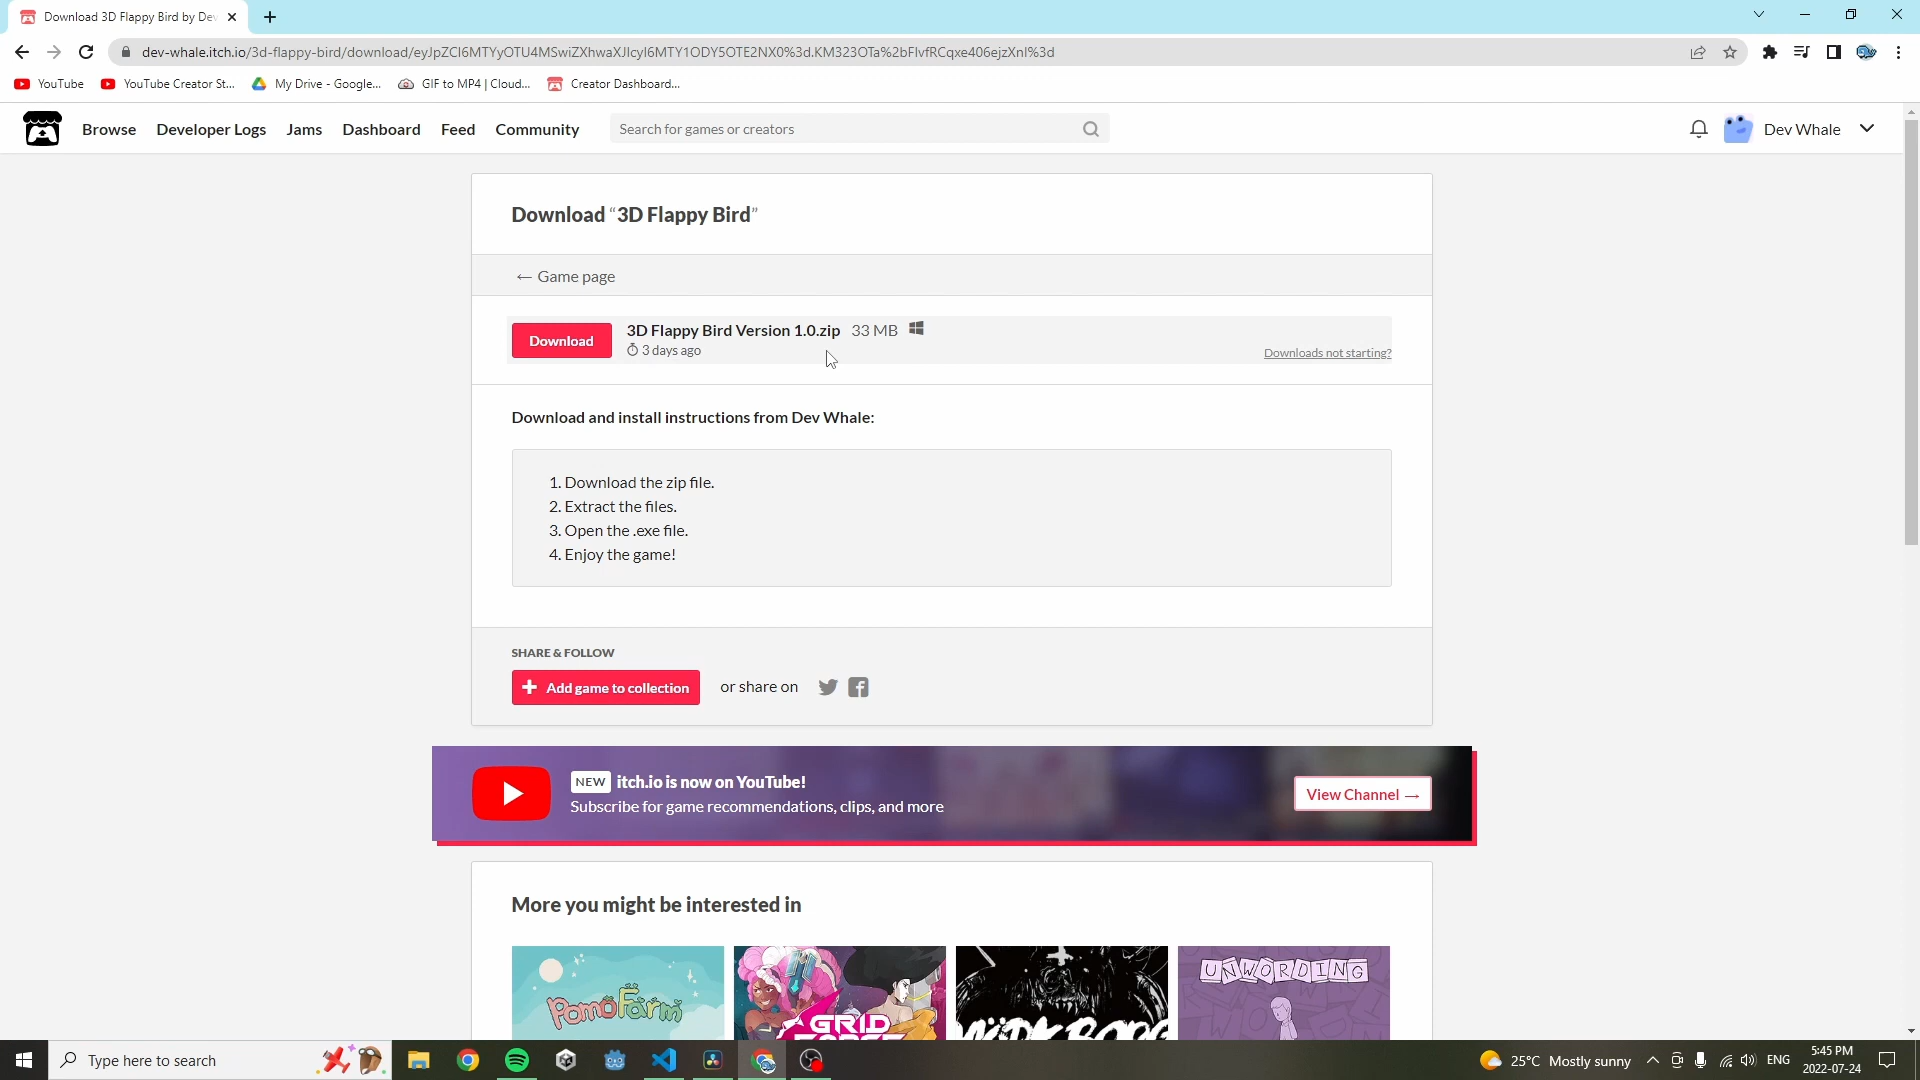 Download 3D Flappy Bird by Dev
dev-whale.itch.io/3d-flappy-bird/download/eyJpZCI6MTYyOTU4MSwiZXhwaXJlcyI6MTY1ODY5OTE2NX0%3d.KM323OTa%2bFIvfRCqxe406ejzXnI%3d
YouTube
YouTube Creator St...
My Drive - Google...
GIF to MP4 | Cloud...
Creator Dashboard...
Browse
Developer Logs
Jams
Dashboard
Feed
Community
Search for games or creators
Dev Whale
Download “3D Flappy Bird”
← Game page
Download
3D Flappy Bird Version 1.0.zip 33 MB
3 days ago
Downloads not starting?
Download and install instructions from Dev Whale:
1. Download the zip file.
2. Extract the files.
3. Open the .exe file.
4. Enjoy the game!
SHARE & FOLLOW
Add game to collection
or share on
NEW itch.io is now on YouTube!
Subscribe for game recommendations, clips, and more
View Channel →
More you might be interested in
PomoFarm
GRID
UNWORDING
Type here to search
25°C Mostly sunny
ENG
5:45 PM
2022-07-24